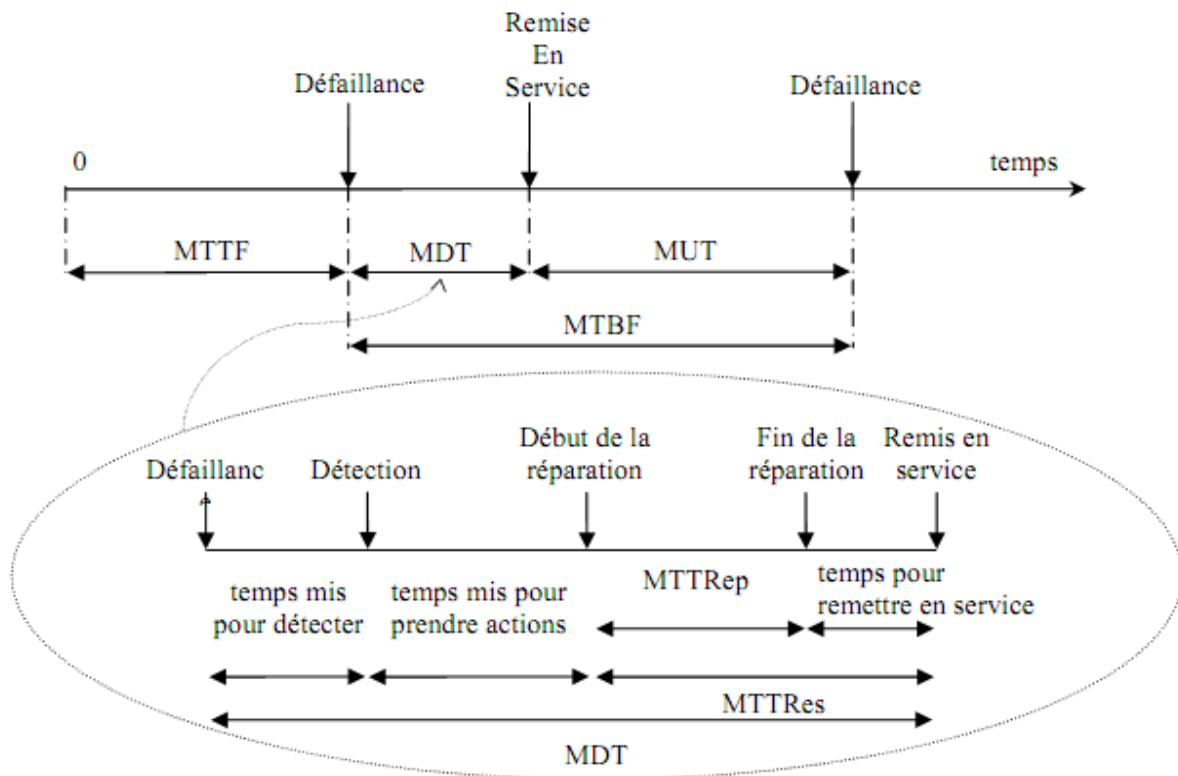 Remise
En
Service
Défaillance
Défaillance
0
temps
MTTF
MDT
MUT
MTBF
Défaillanc
Détection
Début de la
réparation
Fin de la
réparation
Remis en
service
temps mis
pour détecter
temps mis pour
prendre actions
MTTRep
temps pour
remettre en service
MTTRes
MDT